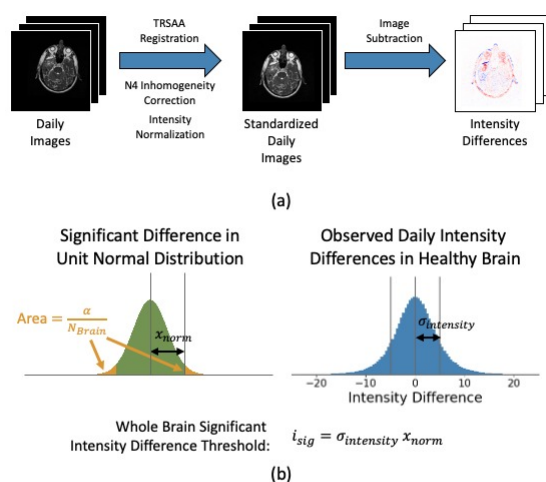 TRSAA
Registration
Image
Subtraction
N4 Inhomogeneity
Correction
Intensity
Normalization
Daily
Images
Standardized
Daily
Images
Intensity
Differences
(a)
Significant Difference in
Unit Normal Distribution
Observed Daily Intensity
Differences in Healthy Brain
Area = α / N_Brain
x_norm
σ_intensity
-20 -10 0 10 20
Intensity Difference
Whole Brain Significant
Intensity Difference Threshold:
i_sig = σ_intensity x_norm
(b)